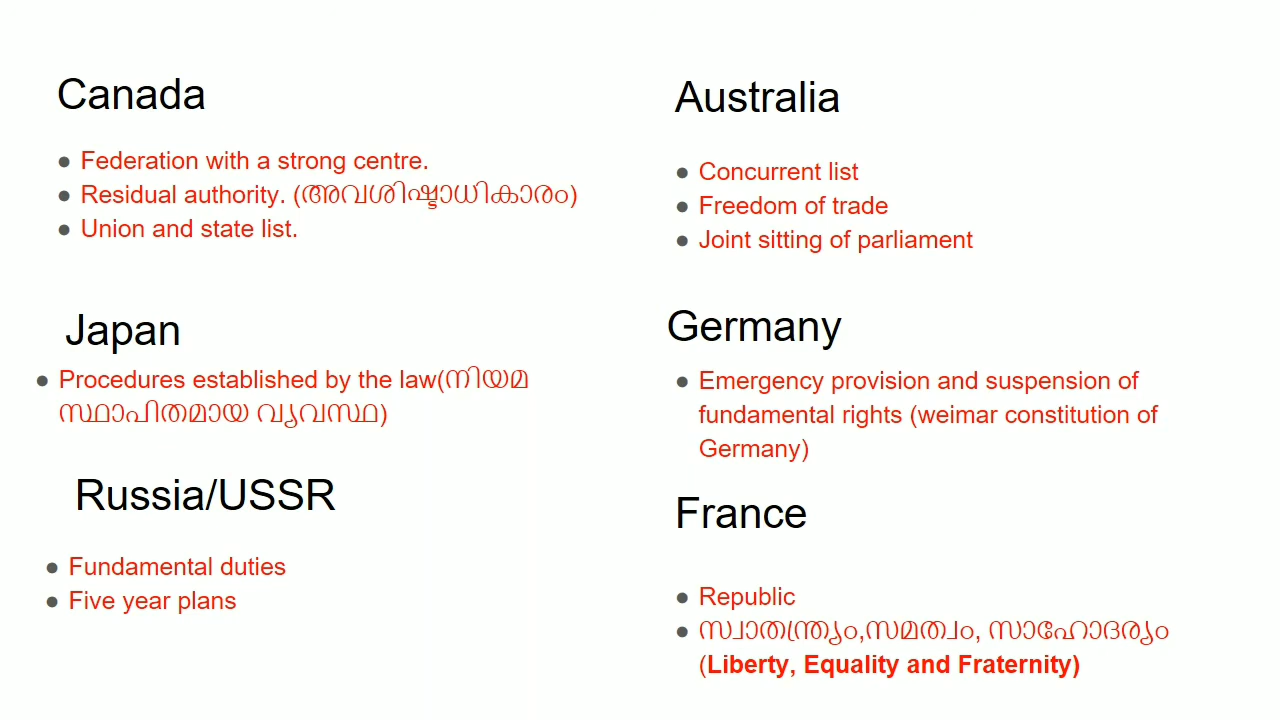 Canada
● Federation with a strong centre.
● Residual authority. (അവശിഷ്ടാധികാരം)
● Union and state list.
Japan
● Procedures established by the law(നിയമ
സ്ഥാപിതമായ വ്യവസ്ഥ)
Russia/USSR
● Fundamental duties
● Five year plans
Australia
● Concurrent list
● Freedom of trade
● Joint sitting of parliament
Germany
● Emergency provision and suspension of
fundamental rights (weimar constitution of
Germany)
France
● Republic
● സ്വാതന്ത്ര്യം,സമത്വം, സാഹോദര്യം
(Liberty, Equality and Fraternity)